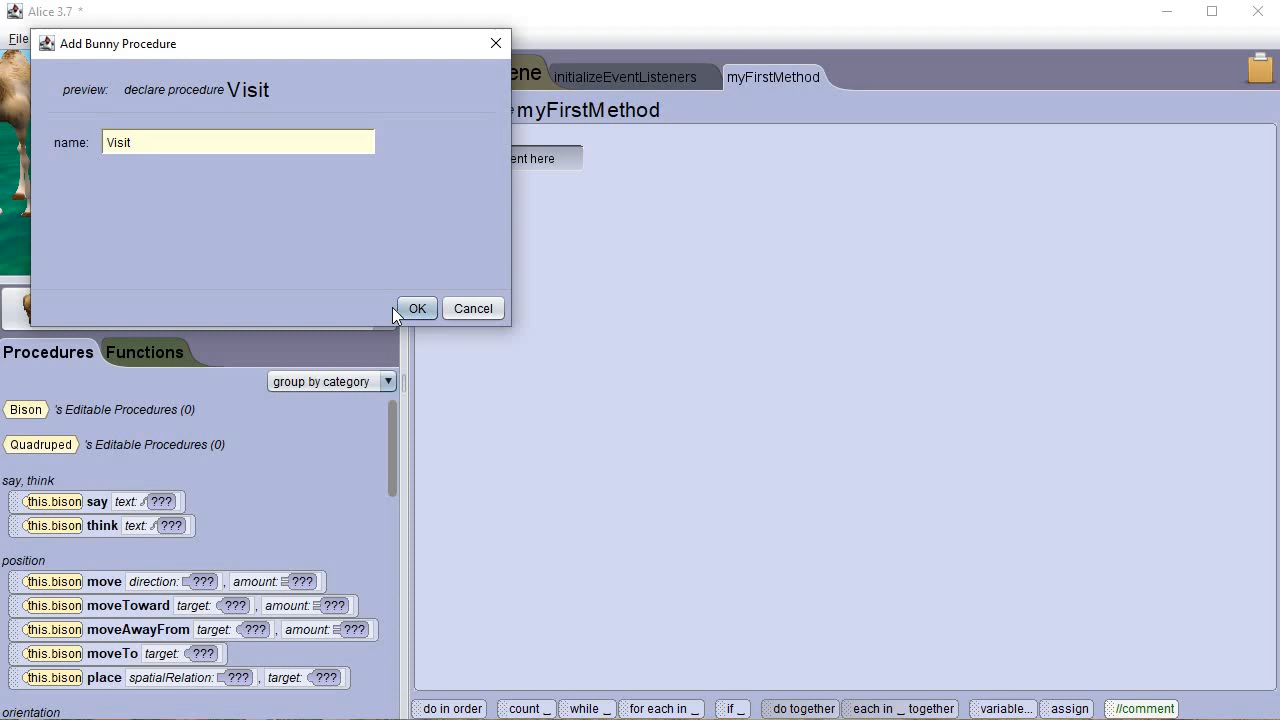 Alice 3.7 *
File
Add Bunny Procedure
preview: declare procedure Visit
name: Visit
OK
Cancel
ene
initializeEventListeners
myFirstMethod
myFirstMethod
ent here
Procedures
Functions
group by category
Bison 's Editable Procedures (0)
Quadruped 's Editable Procedures (0)
say, think
this.bison say text: ???
this.bison think text: ???
position
this.bison move direction: ??? , amount: ???
this.bison moveToward target: ??? , amount: ???
this.bison moveAwayFrom target: ??? , amount: ???
this.bison moveTo target: ???
this.bison place spatialRelation: ??? , target: ???
orientation
do in order
count _
while _
for each in _
if _
do together
each in _ together
variable...
assign
//comment